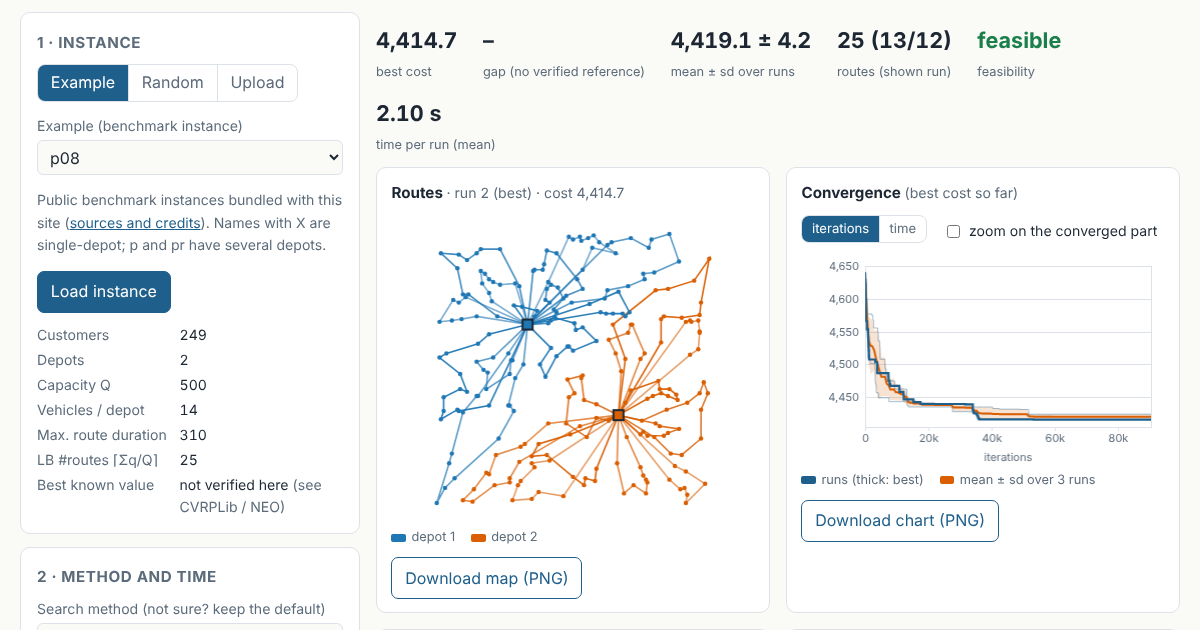 1 · INSTANCE
Example Random Upload
Example (benchmark instance)
p08
Public benchmark instances bundled with this
site (sources and credits). Names with X are
single-depot; p and pr have several depots.
Load instance
Customers 249
Depots 2
Capacity Q 500
Vehicles / depot 14
Max. route duration 310
LB #routes ⌈Σq/Q⌉ 25
Best known value not verified here (see
CVRPLib / NEO)
2 · METHOD AND TIME
Search method (not sure? keep the default)
4,414.7 – 4,419.1 ± 4.2 25 (13/12) feasible
best cost gap (no verified reference) mean ± sd over runs routes (shown run) feasibility
2.10 s
time per run (mean)
Routes · run 2 (best) · cost 4,414.7
depot 1 depot 2
Download map (PNG)
Convergence (best cost so far)
iterations time zoom on the converged part
4,650
4,600
4,550
4,500
4,450
0 20k 40k 60k 80k
iterations
runs (thick: best) mean ± sd over 3 runs
Download chart (PNG)